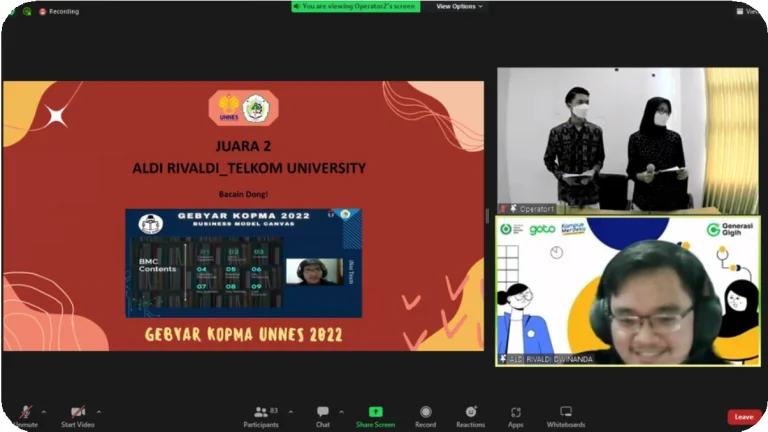 Recording
You are viewing Operator2's screen
View Options
View
UNNES
JUARA 2
ALDI RIVALDI_TELKOM UNIVERSITY
Bacain Dong!
GEBYAR KOPMA 2022
BUSINESS MODEL CANVAS
BMC
Contents
01
02
03
04
05
06
07
08
09
GEBYAR KOPMA UNNES 2022
Operator1
goto
Kampus
Merdeka
Generasi
Gigih
ALDI RIVALDI DWINANDA
Unmute
Start Video
Participants
83
Chat
Share Screen
Record
Reactions
Apps
Whiteboards
Leave